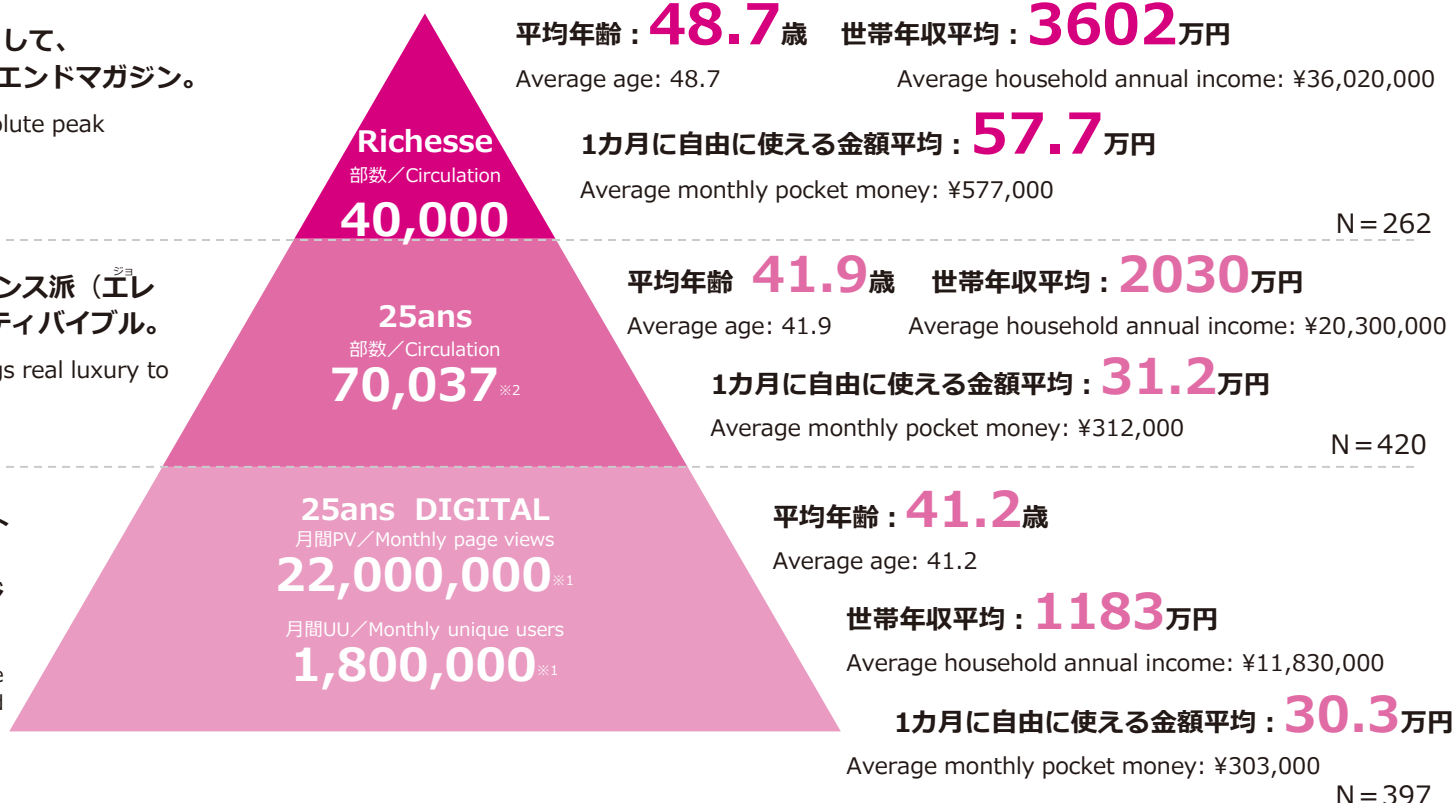 して、
エンドマガジン。
olute peak
Richesse
部数／Circulation
40,000
平均年齢：48.7歳　世帯年収平均：3602万円
Average age: 48.7　Average household annual income: ¥36,020,000
1カ月に自由に使える金額平均：57.7万円
Average monthly pocket money: ¥577,000
N＝262
ンス派（エレ
ジョ
ティバイブル。
gs real luxury to
25ans
部数／Circulation
70,037※2
平均年齢 41.9歳　世帯年収平均：2030万円
Average age: 41.9　Average household annual income: ¥20,300,000
1カ月に自由に使える金額平均：31.2万円
Average monthly pocket money: ¥312,000
N＝420
25ans DIGITAL
月間PV／Monthly page views
22,000,000※1
月間UU／Monthly unique users
1,800,000※1
平均年齢：41.2歳
Average age: 41.2
世帯年収平均：1183万円
Average household annual income: ¥11,830,000
1カ月に自由に使える金額平均：30.3万円
Average monthly pocket money: ¥303,000
N＝397